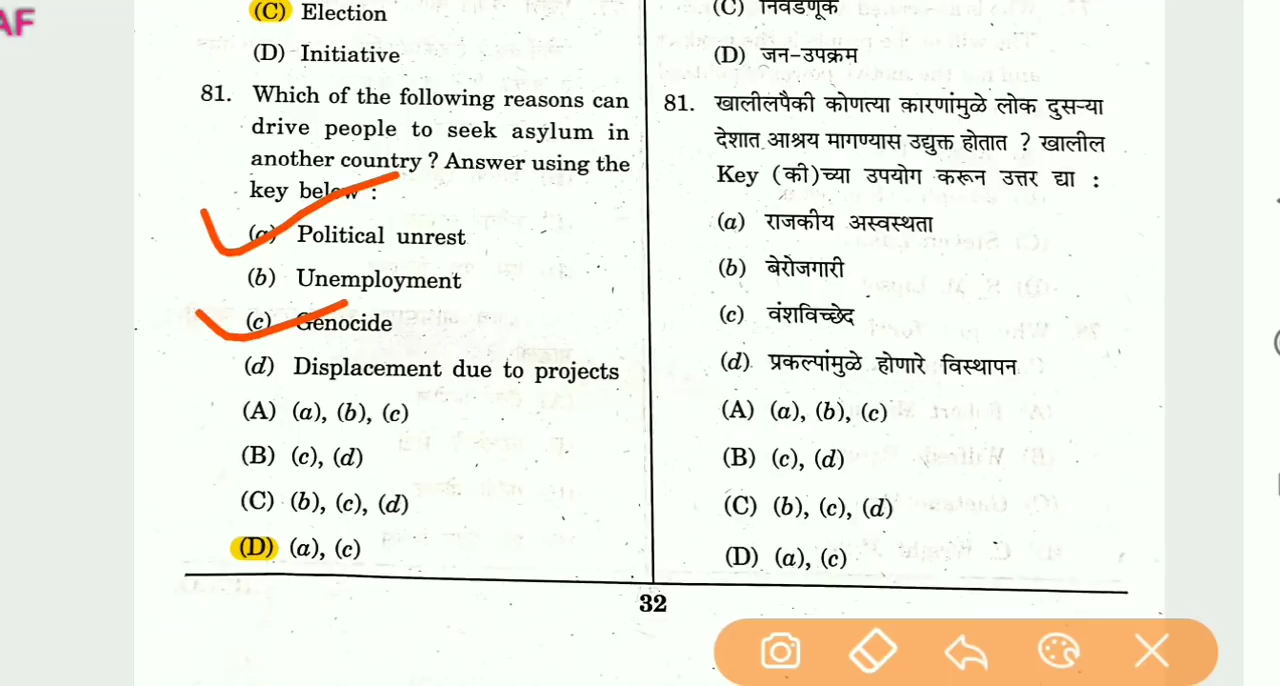 AF
(C) Election
(D) Initiative
81. Which of the following reasons can
drive people to seek asylum in
another country ? Answer using the
key below :
(a) Political unrest
(b) Unemployment
(c) Genocide
(d) Displacement due to projects
(A) (a), (b), (c)
(B) (c), (d)
(C) (b), (c), (d)
(D) (a), (c)
(C) निवडणूक
(D) जन-उपक्रम
81. खालीलपैकी कोणत्या कारणांमुळे लोक दुसऱ्या
देशात आश्रय मागण्यास उद्युक्त होतात ? खालील
Key (की)च्या उपयोग करून उत्तर द्या :
(a) राजकीय अस्वस्थता
(b) बेरोजगारी
(c) वंशविच्छेद
(d) प्रकल्पांमुळे होणारे विस्थापन
(A) (a), (b), (c)
(B) (c), (d)
(C) (b), (c), (d)
(D) (a), (c)
32